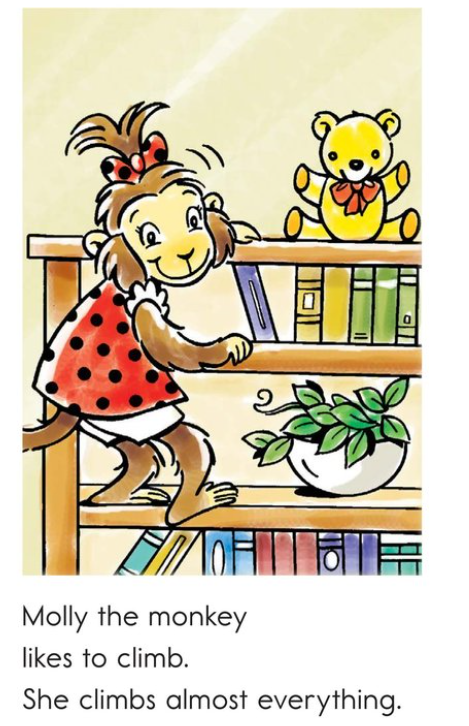 Molly the monkey
likes to climb.
She climbs almost everything.